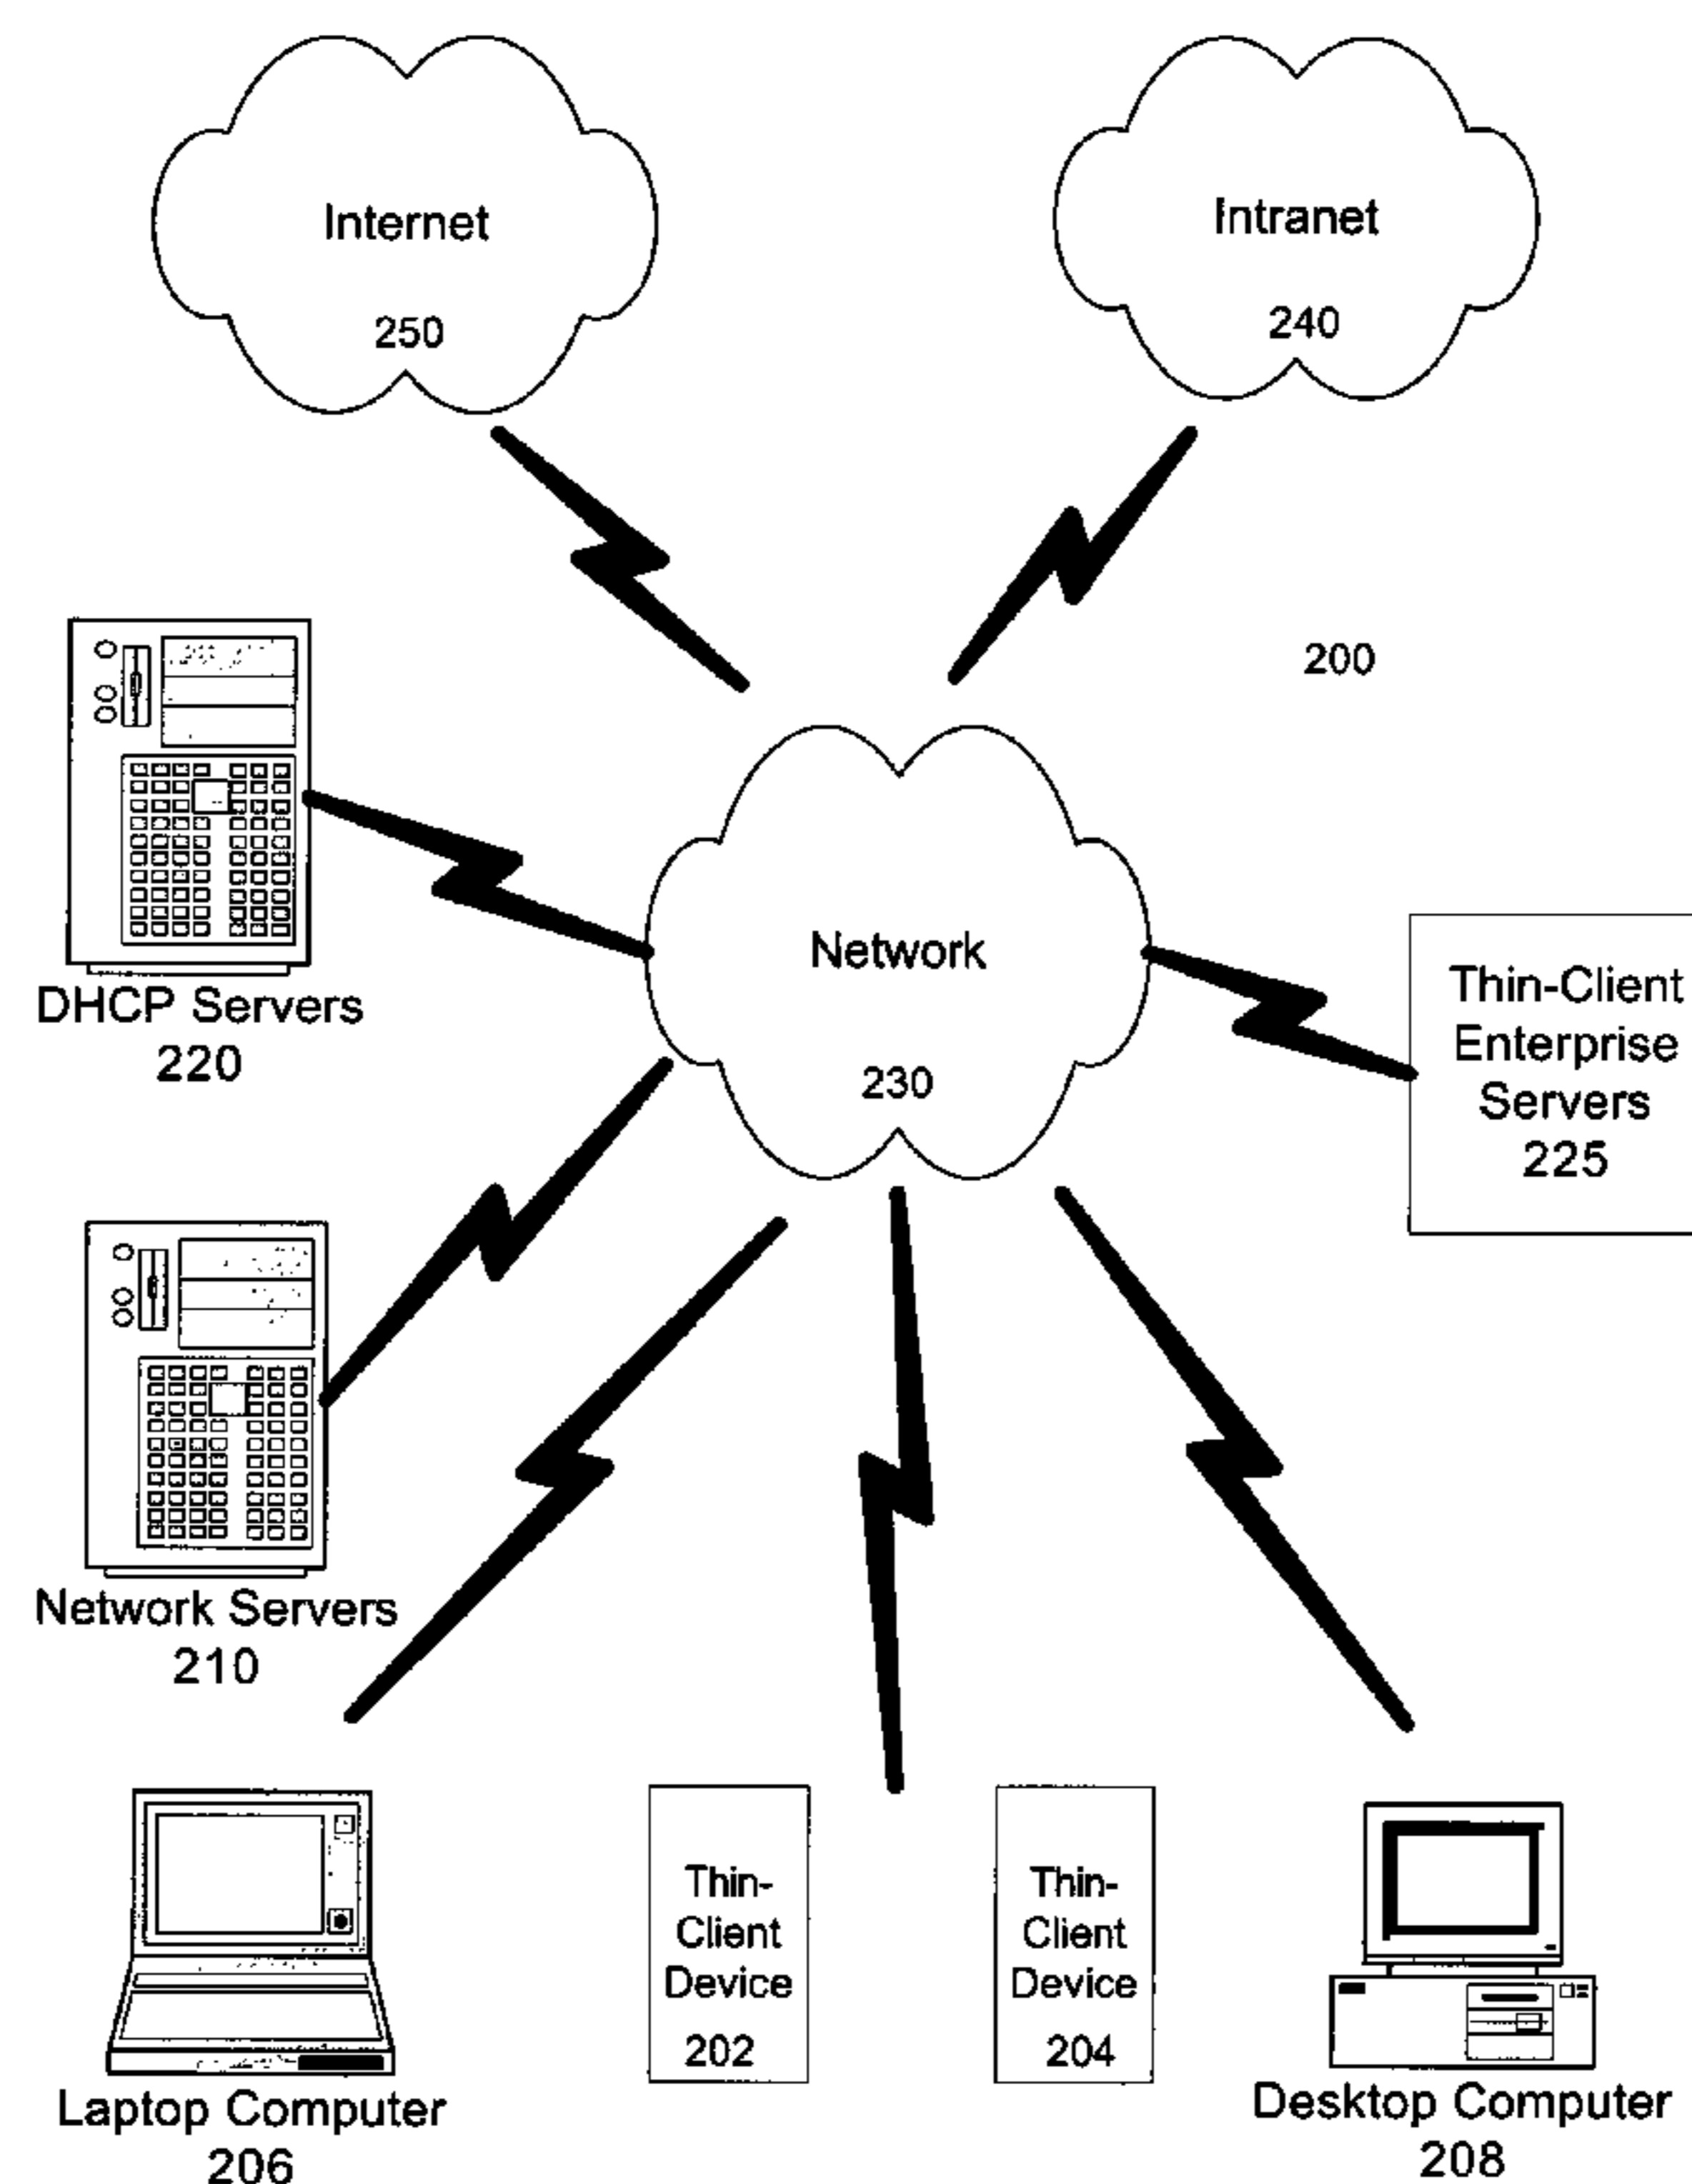 Internet
250
Intranet
240
200
DHCP Servers
220
Network
230
Thin-Client
Enterprise
Servers
225
Network Servers
210
Laptop Computer
206
Thin-
Client
Device
202
Thin-
Client
Device
204
Desktop Computer
208